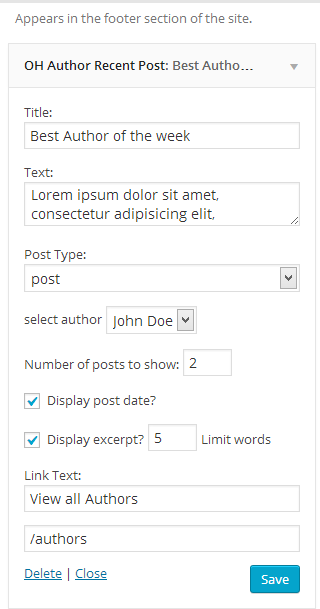 Appears in the footer section of the site.
OH Author Recent Post: Best Autho...
Title:
Best Author of the week
Text:
Lorem ipsum dolor sit amet,
consectetur adipisicing elit,
Post Type:
post
select author John Doe
Number of posts to show: 2
Display post date?
Display excerpt? 5 Limit words
Link Text:
View all Authors
/authors
Delete | Close Save